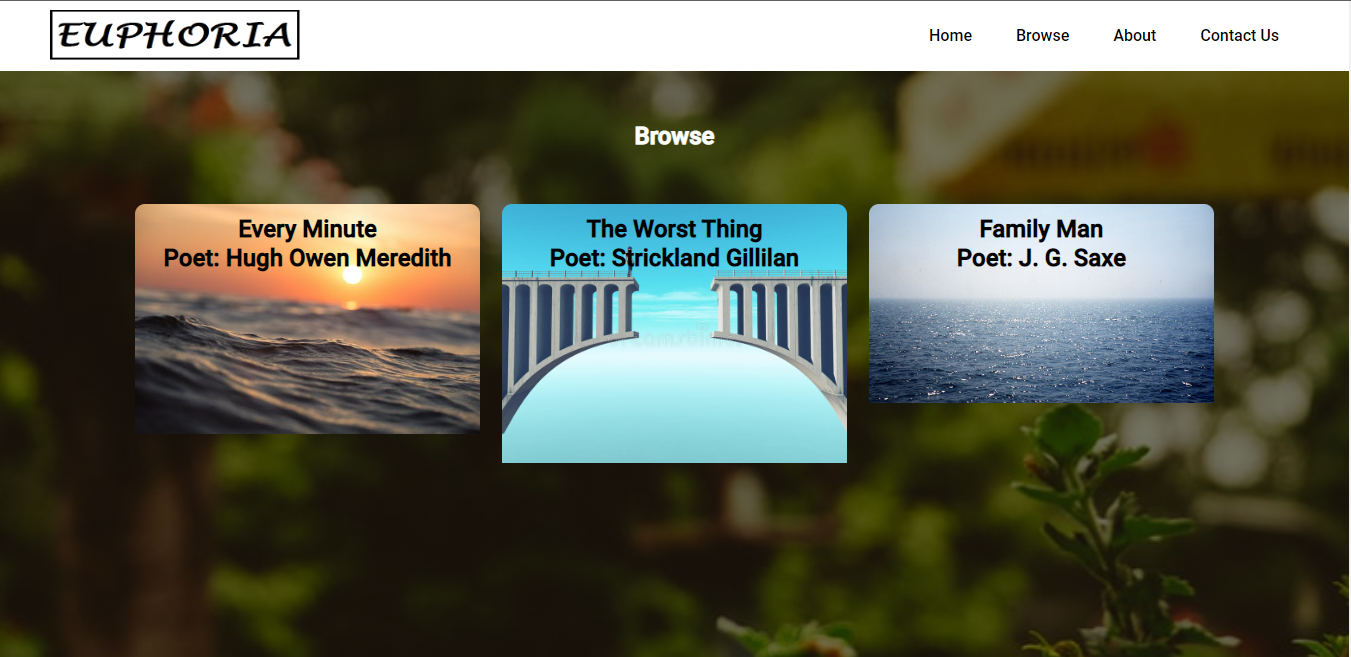 EUPHORIA
Home Browse About Contact Us
Browse
Every Minute
Poet: Hugh Owen Meredith
The Worst Thing
Poet: Strickland Gillilan
Family Man
Poet: J. G. Saxe